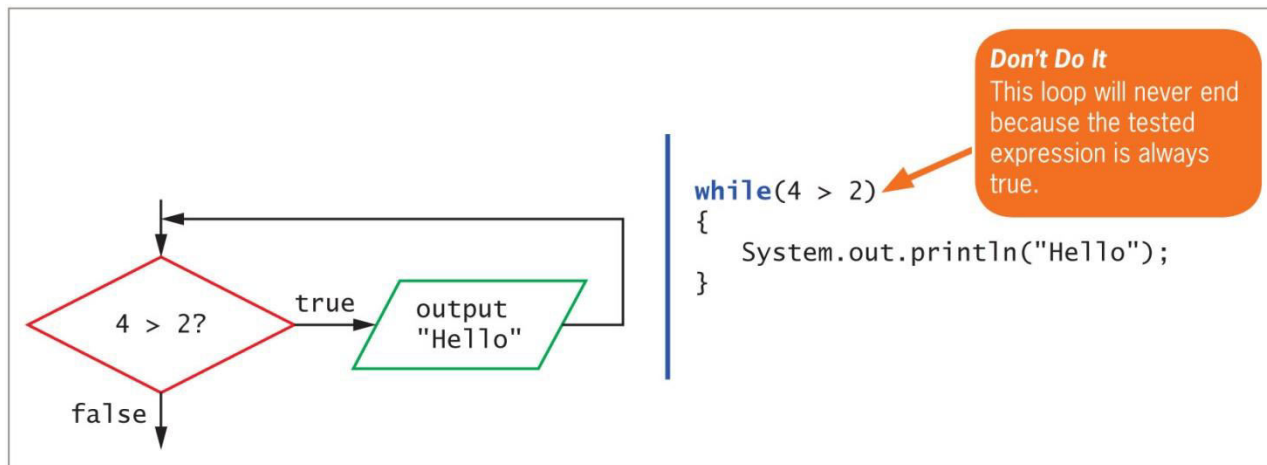 4 > 2?
true
output
"Hello"
false
while(4 > 2)
{
System.out.println("Hello");
}
Don't Do It
This loop will never end
because the tested
expression is always
true.